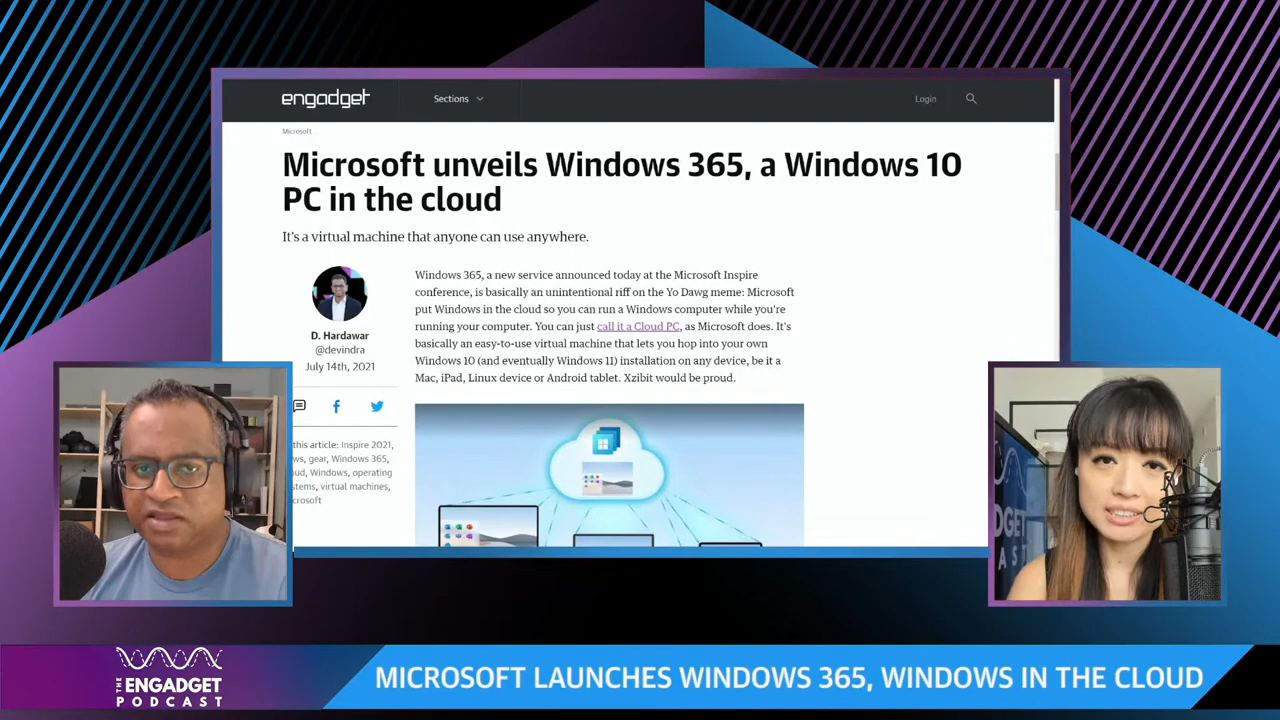 engadget
Sections
Login
Microsoft
Microsoft unveils Windows 365, a Windows 10
PC in the cloud
It's a virtual machine that anyone can use anywhere.
D. Hardawar
@devindra
July 14th, 2021
Windows 365, a new service announced today at the Microsoft Inspire
conference, is basically an unintentional riff on the Yo Dawg meme: Microsoft
put Windows in the cloud so you can run a Windows computer while you're
running your computer. You can just call it a Cloud PC, as Microsoft does. It's
basically an easy-to-use virtual machine that lets you hop into your own
Windows 10 (and eventually Windows 11) installation on any device, be it a
Mac, iPad, Linux device or Android tablet. Xzibit would be proud.
this article: Inspire 2021,
ws, gear, Windows 365,
ud, Windows, operating
stems, virtual machines,
crosoft
DGET
AST
THE
ENGADGET
PODCAST
MICROSOFT LAUNCHES WINDOWS 365, WINDOWS IN THE CLOUD